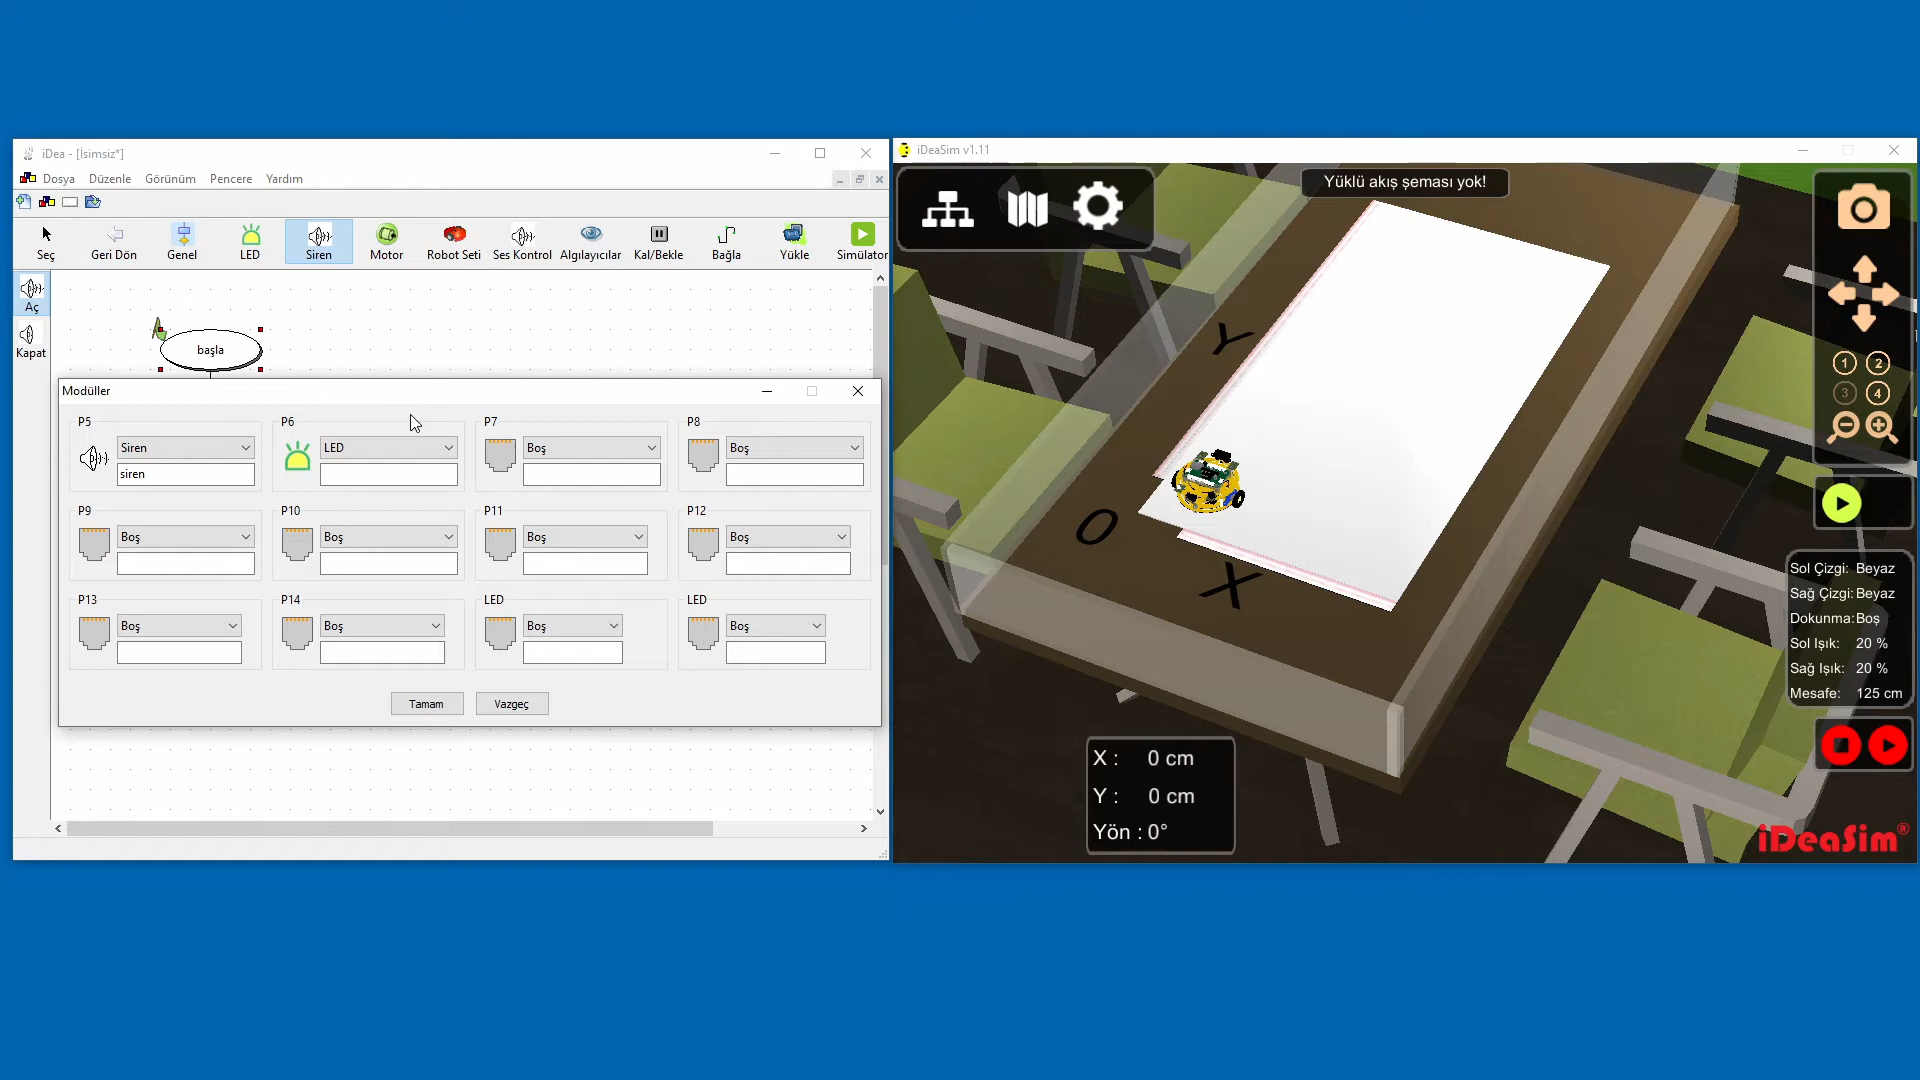 iDea - [İsimsiz*]
Dosya Düzenle Görünüm Pencere Yardım
Seç Geri Dön Genel LED Siren Motor Robot Seti Ses Kontrol Algılayıcılar Kal/Bekle Bağla Yükle Simülator
Aç
Kapat
başla
Modüller
P5 P6 P7 P8
Siren LED Boş Boş
siren
P9 P10 P11 P12
Boş Boş Boş Boş
P13 P14 LED LED
Boş Boş Boş Boş
Tamam Vazgeç
iDeaSim v1.11
Yüklü akış şeması yok!
Y
O
X
1 2
3 4
Sol Çizgi: Beyaz
Sağ Çizgi: Beyaz
Dokunma: Boş
Sol Işık: 20 %
Sağ Işık: 20 %
Mesafe: 125 cm
X : 0 cm
Y : 0 cm
Yön : 0°
iDeaSim®